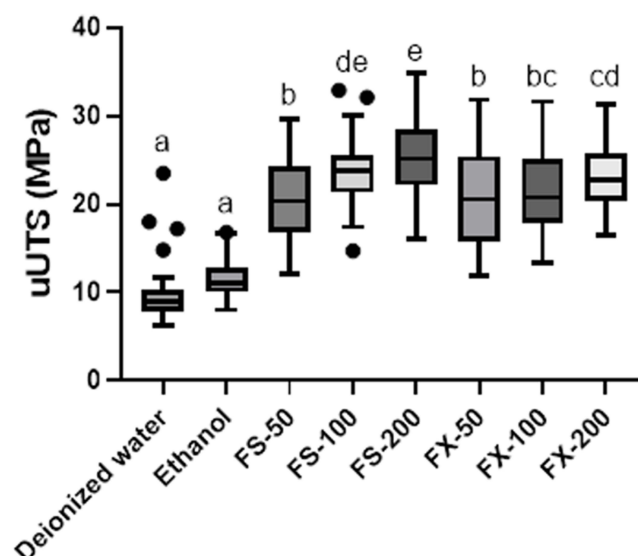 40
30
20
10
0
uUTS (MPa)
a
a
b
de
e
b
bc
cd
Deionized water
Ethanol
FS-50
FS-100
FS-200
FX-50
FX-100
FX-200